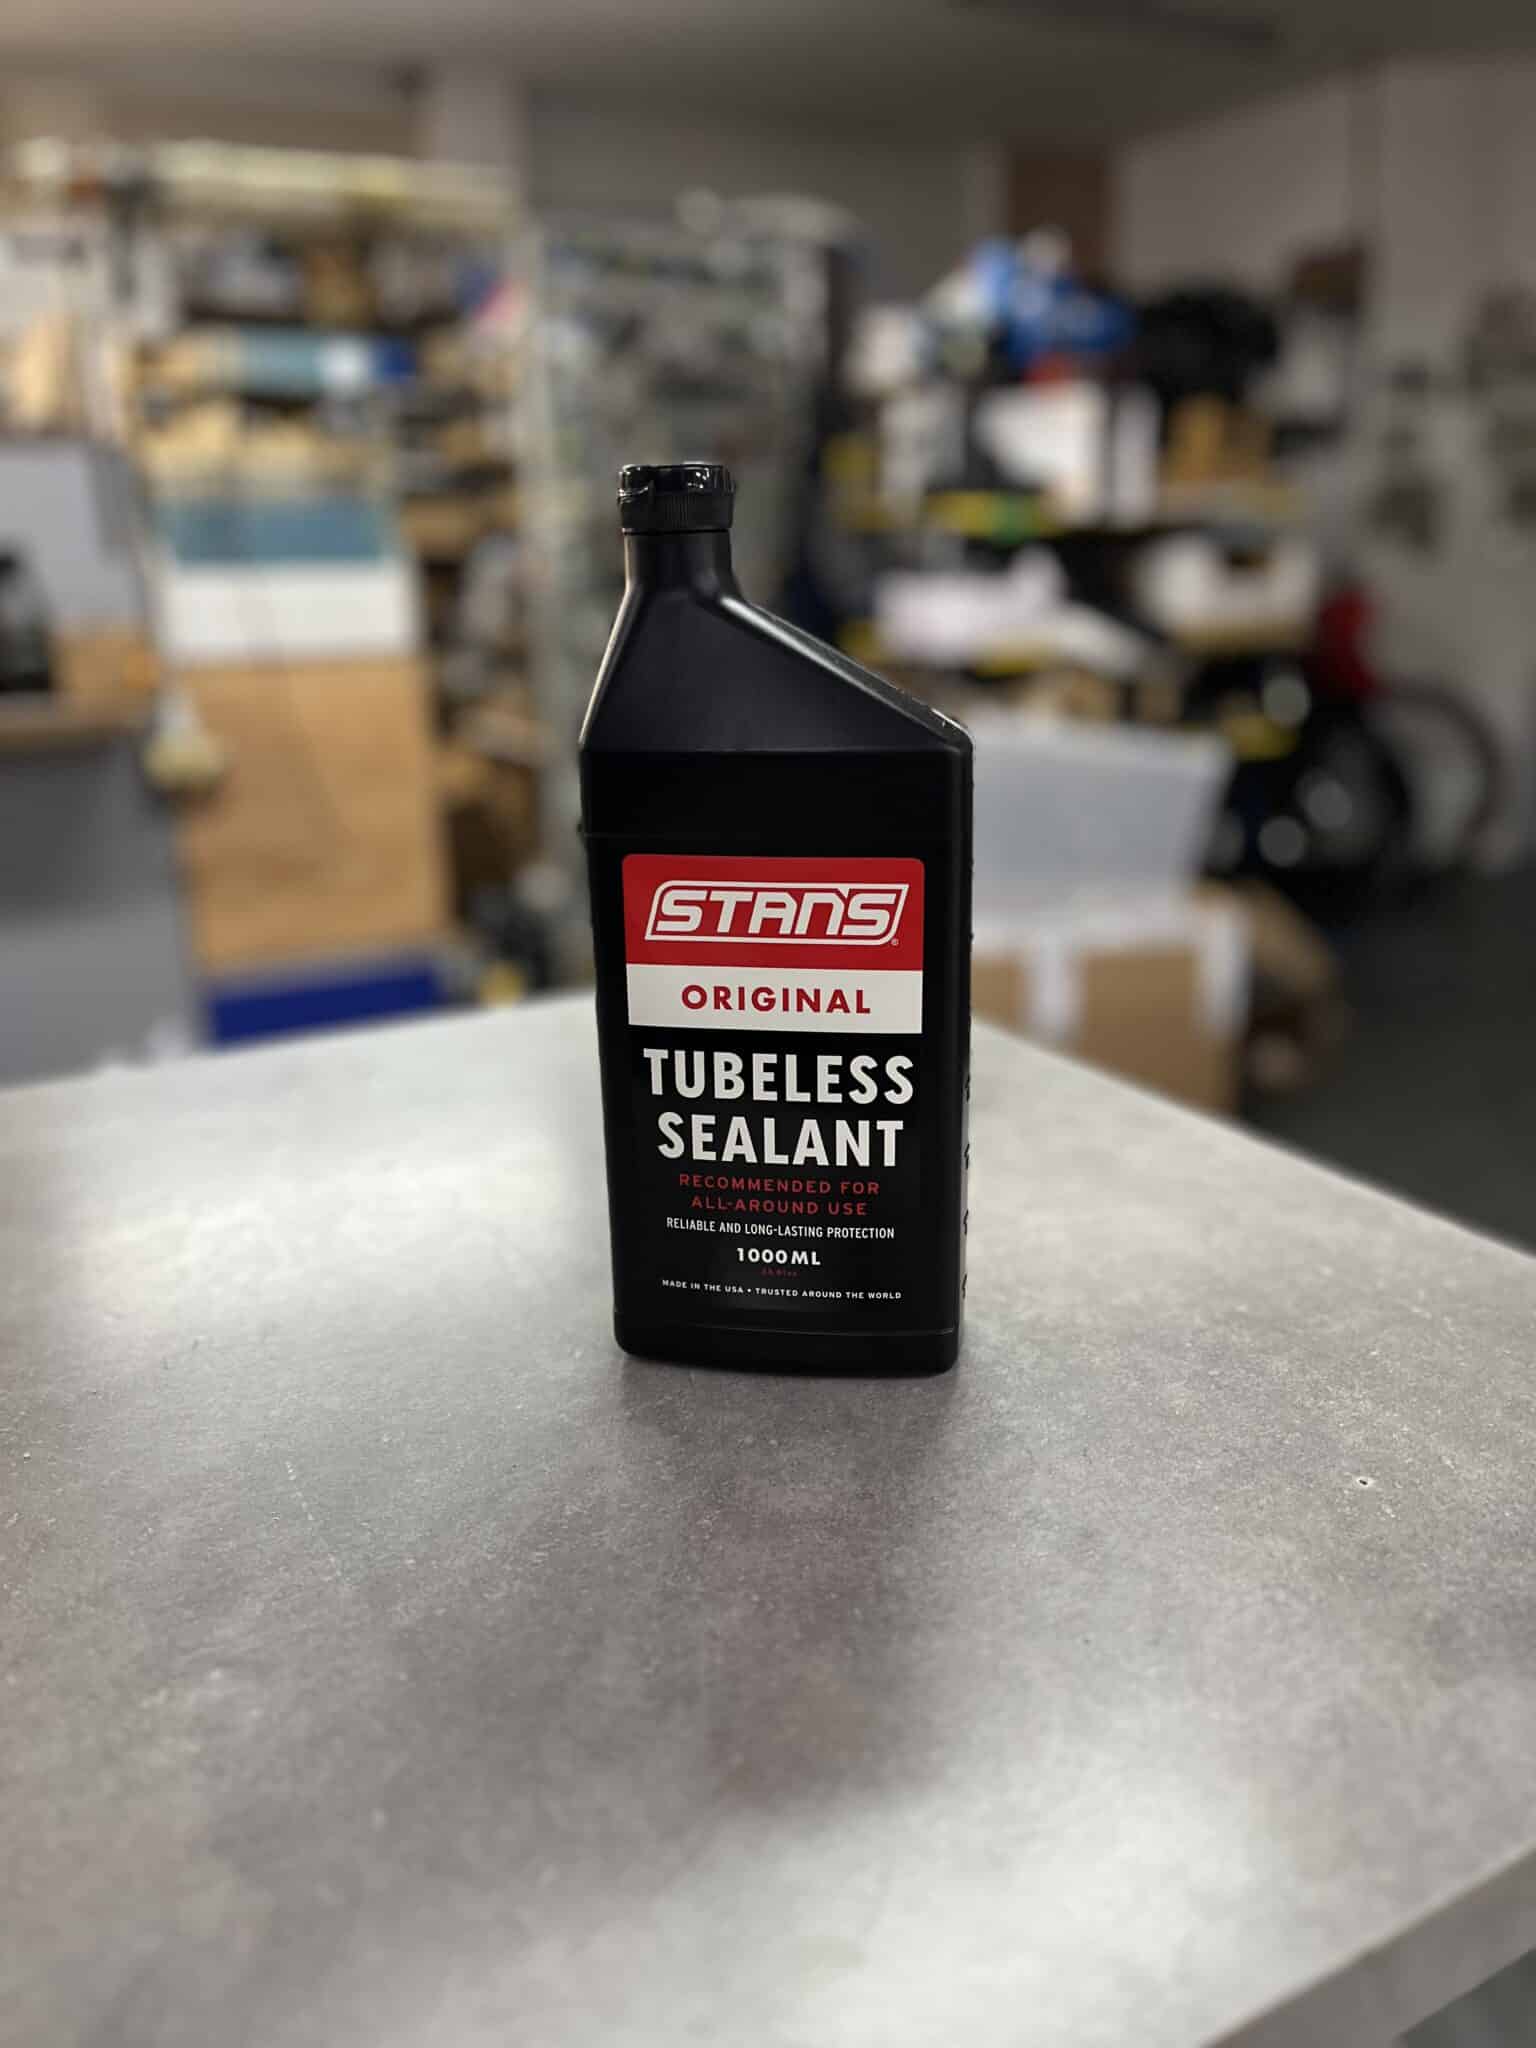 STAN'S
ORIGINAL
TUBELESS
SEALANT
RECOMMENDED FOR
ALL-AROUND USE
RELIABLE AND LONG-LASTING PROTECTION
1000ML
MADE IN THE USA • TRUSTED AROUND THE WORLD